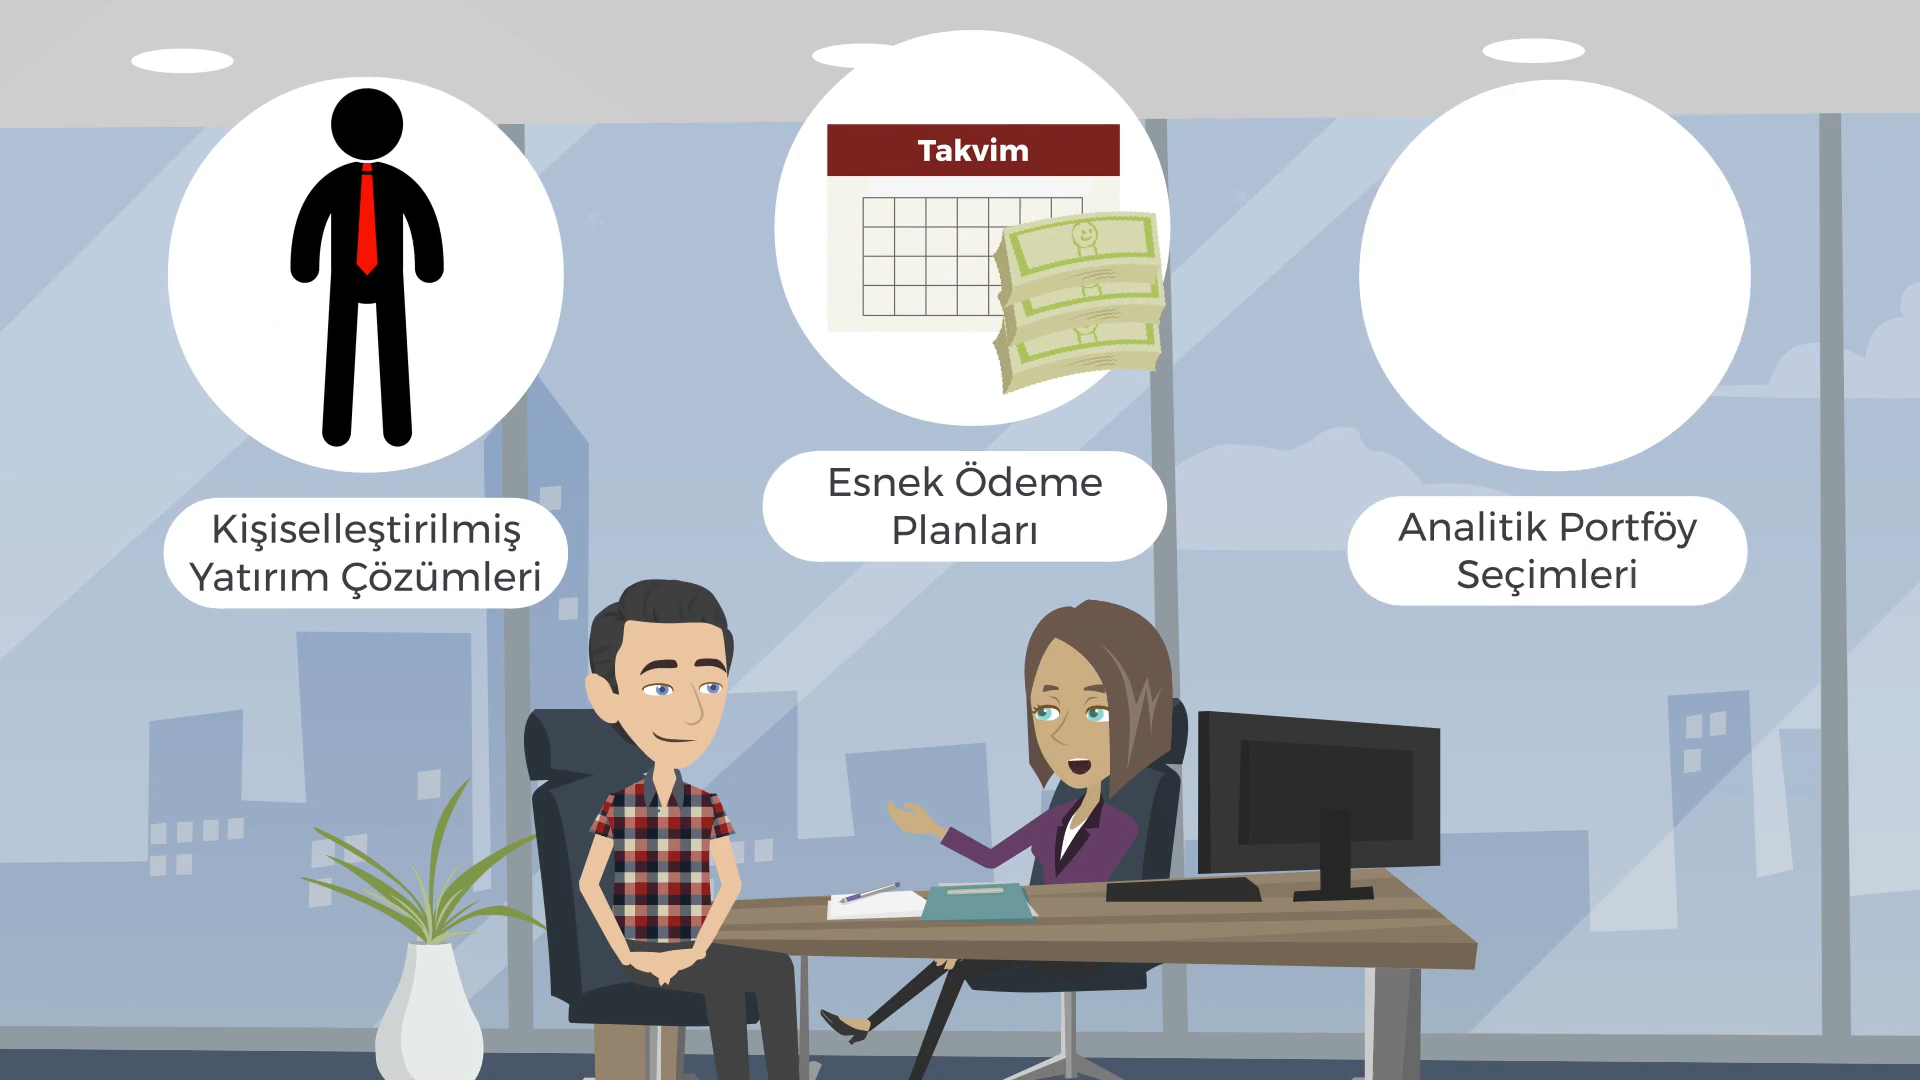 Takvim
Kişiselleştirilmiş
Yatırım Çözümleri
Esnek Ödeme
Planları
Analitik Portföy
Seçimleri